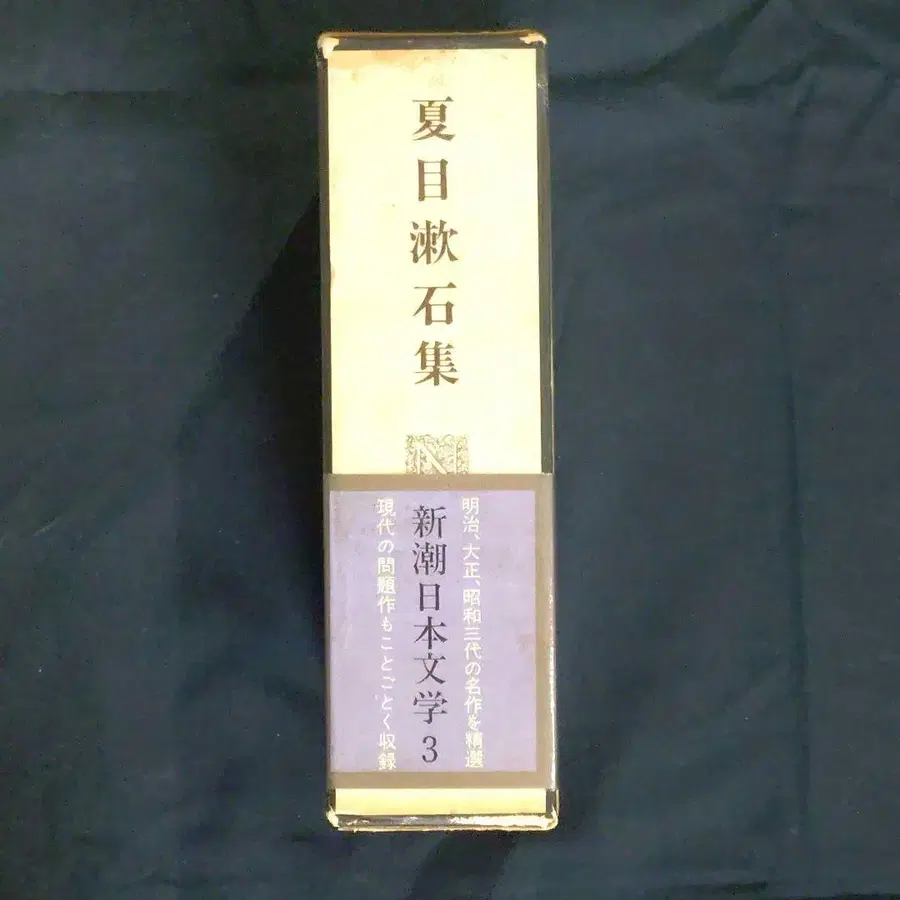 夏目漱石集
N
明治、大正、昭和三代の名作を精選
新潮日本文学3
現代の問題作もことごとく収録